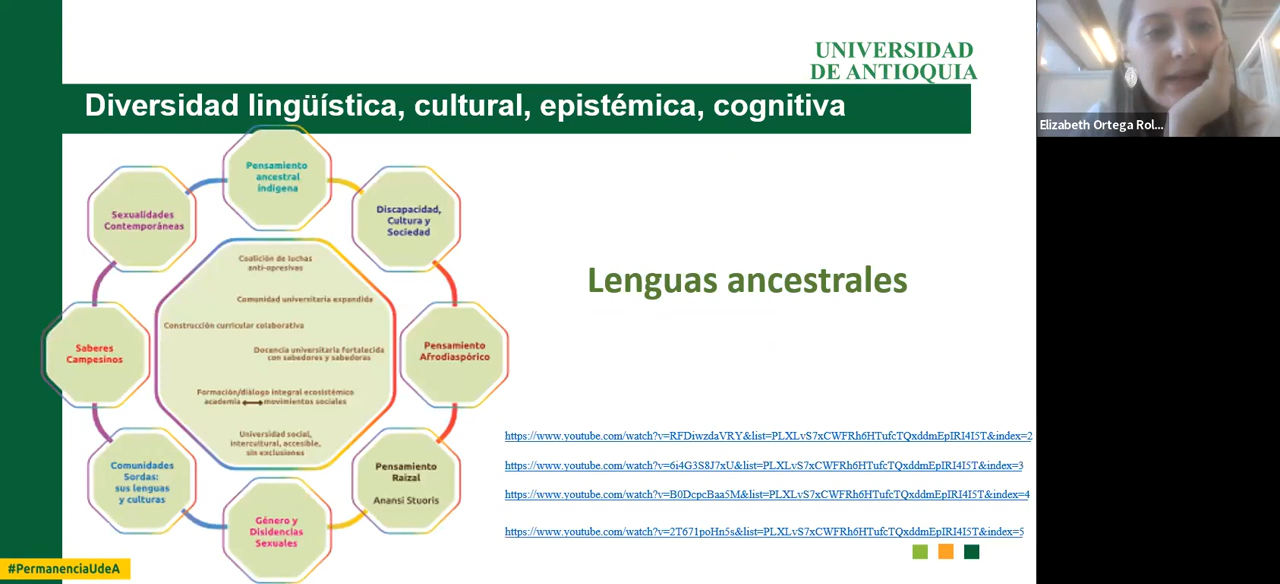 UNIVERSIDAD
DE ANTIOQUIA
Diversidad lingüística, cultural, epistémica, cognitiva
Elizabeth Ortega Rol...
Pensamiento
ancestral
indígena
Discapacidad,
Cultura y
Sociedad
Pensamiento
Afrodiaspórico
Pensamiento
Raizal
Anansi Stuoris
Género y
Disidencias
Sexuales
Comunidades
Sordas:
sus lenguas
y culturas
Saberes
Campesinos
Sexualidades
Contemporáneas
Coalición de luchas
anti-opresivas
Comunidad universitaria expandida
Construcción curricular colaborativa
Docencia universitaria fortalecida
con sabedores y sabedoras
Formación/diálogo integral ecosistémico
academia movimientos sociales
Universidad social,
intercultural, accesible,
sin exclusiones
Lenguas ancestrales
https://www.youtube.com/watch?v=RFDiwzdaVRY&list=PLXLvS7xCWFRh6HTufcTQxddmEpIRI4I5T&index=2
https://www.youtube.com/watch?v=6i4G3S8J7xU&list=PLXLvS7xCWFRh6HTufcTQxddmEpIRI4I5T&index=3
https://www.youtube.com/watch?v=B0DcpcBaa5M&list=PLXLvS7xCWFRh6HTufcTQxddmEpIRI4I5T&index=4
https://www.youtube.com/watch?v=2T671poHn5s&list=PLXLvS7xCWFRh6HTufcTQxddmEpIRI4I5T&index=5
#PermanenciaUdeA